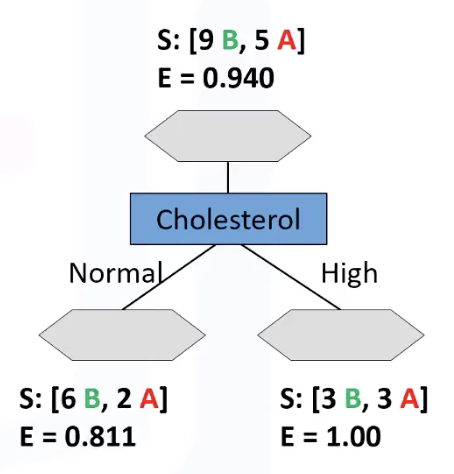 S: [9 B, 5 A]
E = 0.940
Cholesterol
Normal
High
S: [6 B, 2 A]
E = 0.811
S: [3 B, 3 A]
E = 1.00